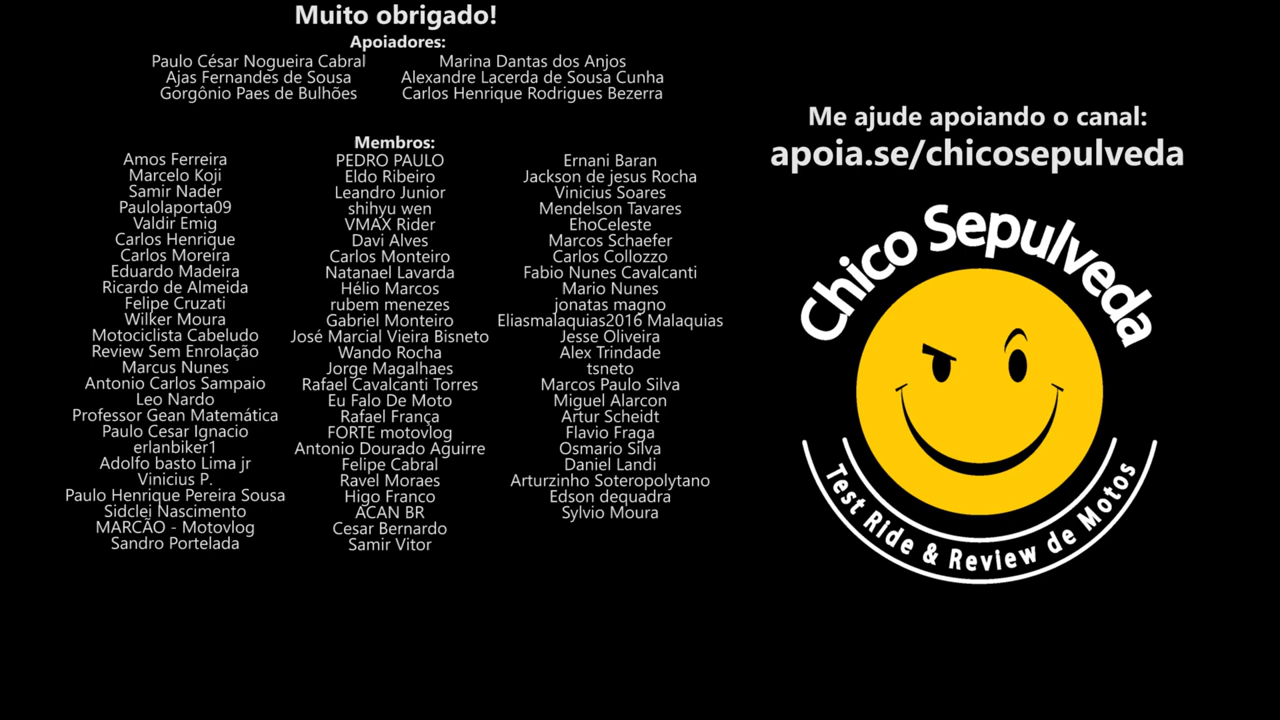 Muito obrigado!
Apoiadores:
Paulo César Nogueira Cabral
Ajas Fernandes de Sousa
Gorgônio Paes de Bulhões
Marina Dantas dos Anjos
Alexandre Lacerda de Sousa Cunha
Carlos Henrique Rodrigues Bezerra
Membros:
Amos Ferreira
Marcelo Koji
Samir Nader
Paulolaporta09
Valdir Emig
Carlos Henrique
Carlos Moreira
Eduardo Madeira
Ricardo de Almeida
Felipe Cruzati
Wilker Moura
Motociclista Cabeludo
Review Sem Enrolação
Marcus Nunes
Antonio Carlos Sampaio
Leo Nardo
Professor Gean Matemática
Paulo Cesar Ignacio
erlanbiker1
Adolfo basto Lima jr
Vinicius P.
Paulo Henrique Pereira Sousa
Sidclei Nascimento
MARCÃO - Motovlog
Sandro Portelada
PEDRO PAULO
Eldo Ribeiro
Leandro Junior
shihyu wen
VMAX Rider
Davi Alves
Carlos Monteiro
Natanael Lavarda
Hélio Marcos
rubem menezes
Gabriel Monteiro
José Marcial Vieira Bisneto
Wando Rocha
Jorge Magalhaes
Rafael Cavalcanti Torres
Eu Falo De Moto
Rafael França
FORTE motovlog
Antonio Dourado Aguirre
Felipe Cabral
Ravel Moraes
Higo Franco
ACAN BR
Cesar Bernardo
Samir Vitor
Ernani Baran
Jackson de jesus Rocha
Vinicius Soares
Mendelson Tavares
EhoCeleste
Marcos Schaefer
Carlos Collozzo
Fabio Nunes Cavalcanti
Mario Nunes
jonatas magno
Eliasmalaquias2016 Malaquias
Jesse Oliveira
Alex Trindade
tsneto
Marcos Paulo Silva
Miguel Alarcon
Artur Scheidt
Flavio Fraga
Osmario Silva
Daniel Landi
Arturzinho Soteropolytano
Edson dequadra
Sylvio Moura
Me ajude apoiando o canal:
apoia.se/chicosepulveda
Chico Sepulveda
Test Ride & Review de Motos